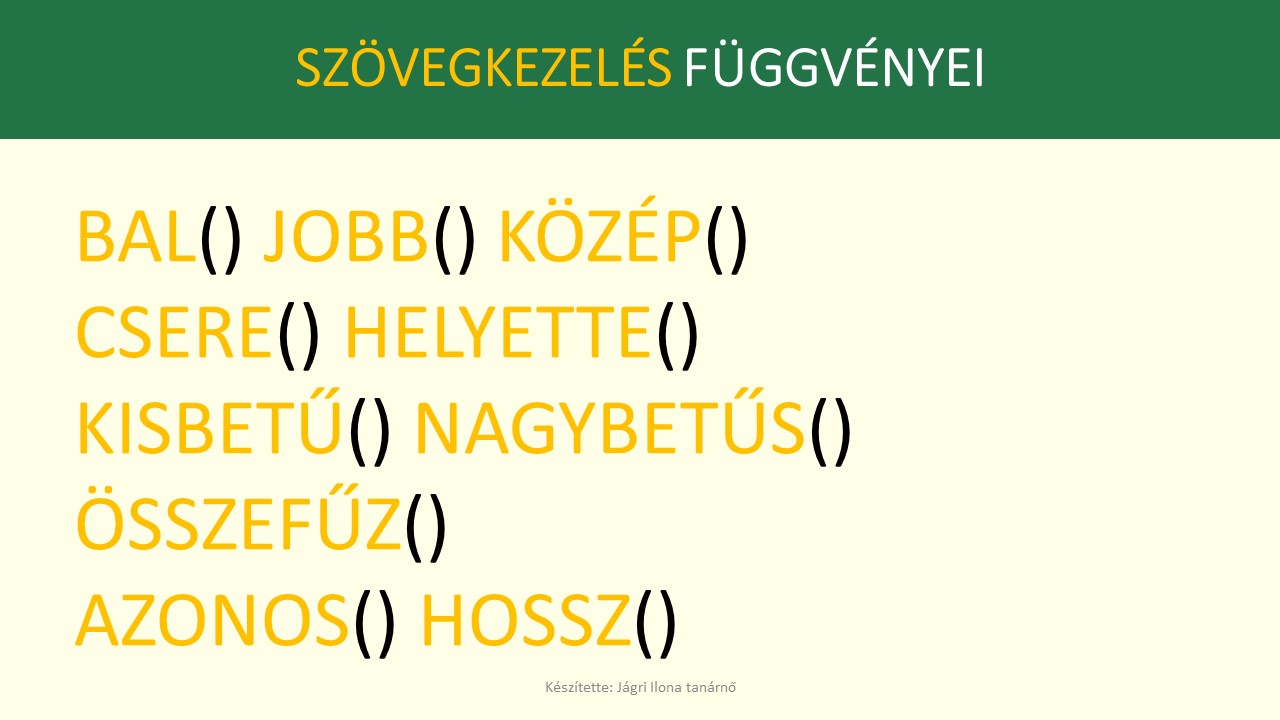 SZÖVEGKEZELÉS FÜGGVÉNYEI
BAL() JOBB() KÖZÉP()
CSERE() HELYETTE()
KISBETŰ() NAGYBETŰS()
ÖSSZEFŰZ()
AZONOS() HOSSZ()
Készítette: Jágri Ilona tanárnő